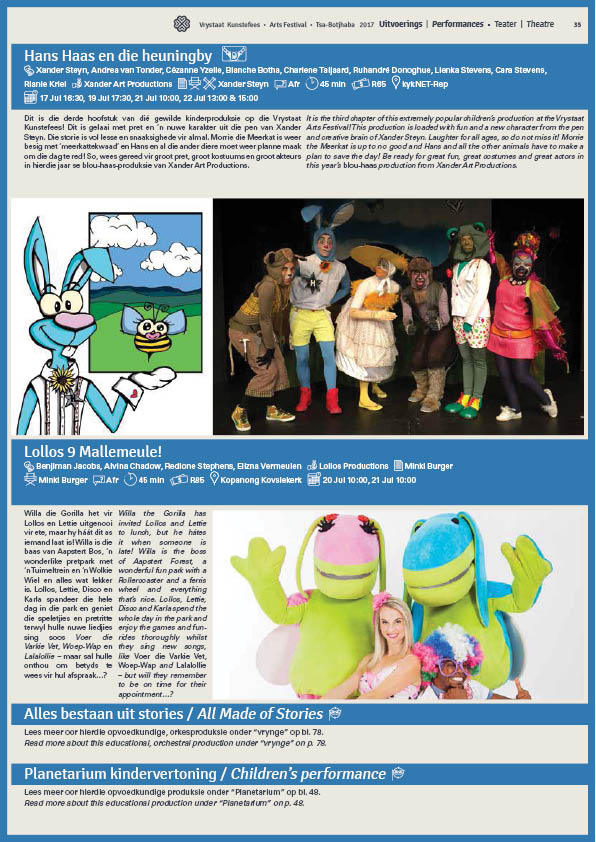 Vrystaat Kunstefees • Arts Festival • Tsa-Botjhaba 2017 Uitvoerings | Performances • Teater | Theatre 35
Hans Haas en die heuningby
Xander Steyn, Andrea van Tonder, Cézanne Yzelle, Blanche Botha, Charlene Taljaard, Ruhandré Donoghue, Lienka Stevens, Cara Stevens,
Rianie Kriel Xander Art Productions Xander Steyn Afr 45 min R65 kykNET-Rep
17 Jul 16:30, 19 Jul 17:30, 21 Jul 10:00, 22 Jul 13:00 & 15:00
Dit is die derde hoofstuk van dié gewilde kinderproduksie op die Vrystaat
Kunstefees! Dit is gelaai met pret en 'n nuwe karakter uit die pen van Xander
Steyn. Die storie is vol lesse en snaaksighede vir almal. Morrie die Meerkat is weer
besig met 'meerkattekwaad' en Hans en al die ander diere moet weer planne maak
om die dag te red! So, wees gereed vir groot pret, groot kostuums en groot akteurs
in hierdie jaar se blou-haas-produksie van Xander Art Productions.
It is the third chapter of this extremely popular children's production at the Vrystaat
Arts Festival! This production is loaded with fun and a new character from the pen
and creative brain of Xander Steyn. Laughter for all ages, so do not miss it! Morrie
the Meerkat is up to no good and Hans and all the other animals have to make a
plan to save the day! Be ready for great fun, great costumes and great actors in
this year's blou-haas production from Xander Art Productions.
H
Lollos 9 Mallemeule!
Benjiman Jacobs, Alvina Chadow, Redione Stephens, Elizna Vermeulen Lollos Productions Minki Burger
Minki Burger Afr 45 min R85 Kopanong Kovsiekerk 20 Jul 10:00, 21 Jul 10:00
Willa die Gorilla het vir
Lollos en Lettie uitgenooi
vir ete, maar hy háát dit as
iemand laat is! Willa is die
baas van Aapstert Bos, 'n
wonderlike pretpark met
'n Tuimeltrein en 'n Wolkie
Wiel en alles wat lekker
is. Lollos, Lettie, Disco en
Karla spandeer die hele
dag in die park en geniet
die speletjies en pretritte
terwyl hulle nuwe liedjies
sing soos Voer die
Varkie Vet, Woep-Wap en
Lalalollie – maar sal hulle
onthou om betyds te
wees vir hul afspraak...?
Willa the Gorilla has
invited Lollos and Lettie
to lunch, but he hátes
it when someone is
late! Willa is the boss
of Aapstert Forest, a
wonderful fun park with a
Rollercoaster and a ferris
wheel and everything
that's nice. Lollos, Lettie,
Disco and Karla spend the
whole day in the park and
enjoy the games and fun-
rides thoroughly whilst
they sing new songs,
like Voer die Varkie Vet,
Woep-Wap and Lalalollie
– but will they remember
to be on time for their
appointment...?
Alles bestaan uit stories / All Made of Stories
Lees meer oor hierdie opvoedkundige, orkesproduksie onder "vrynge" op bl. 78.
Read more about this educational, orchestral production under "vrynge" on p. 78.
Planetarium kindervertoning / Children's performance
Lees meer oor hierdie opvoedkundige produksie onder "Planetarium" op bl. 48.
Read more about this educational production under "Planetarium" on p. 48.